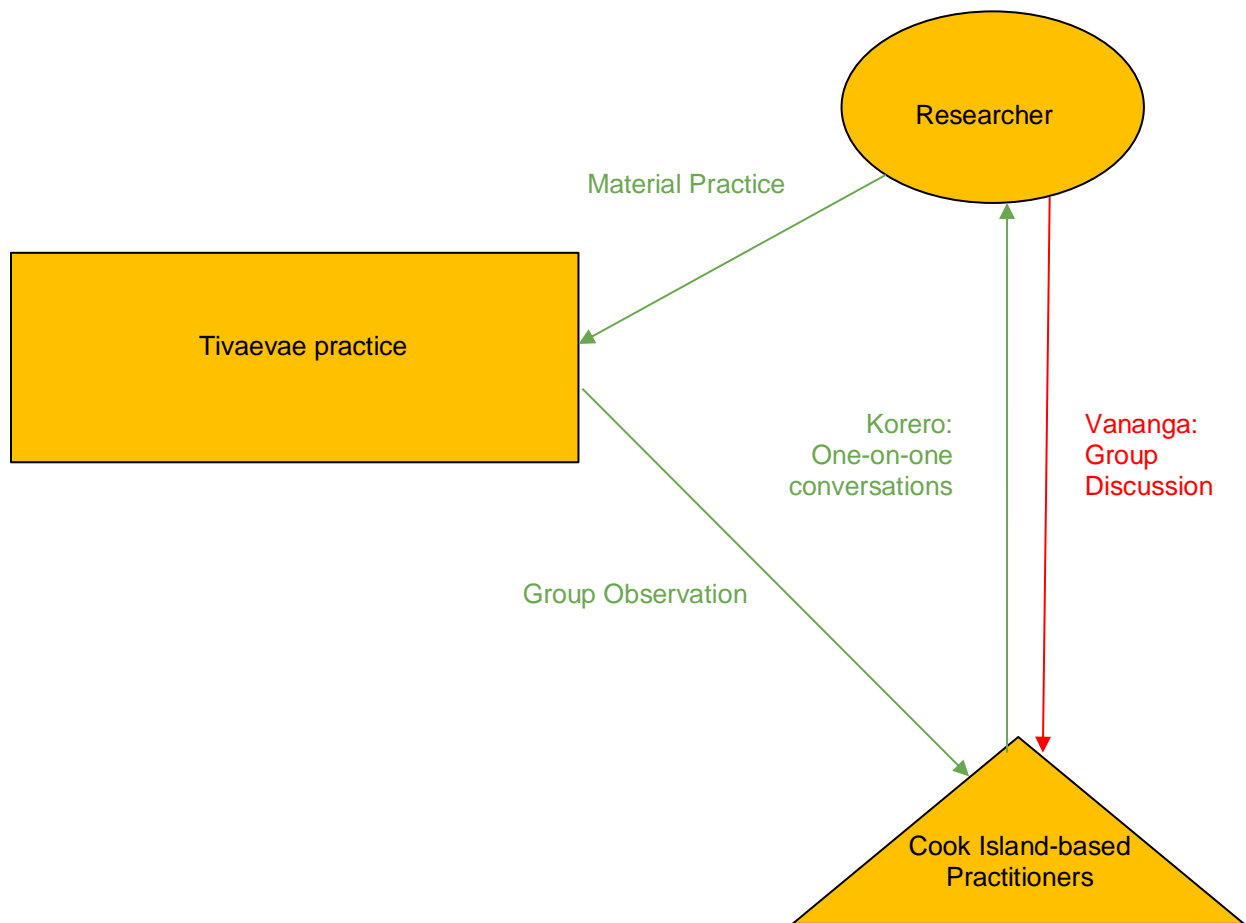 Researcher
Material Practice
Tivaevae practice
Korero:
One-on-one
conversations
Vananga:
Group
Discussion
Group Observation
Cook Island-based
Practitioners